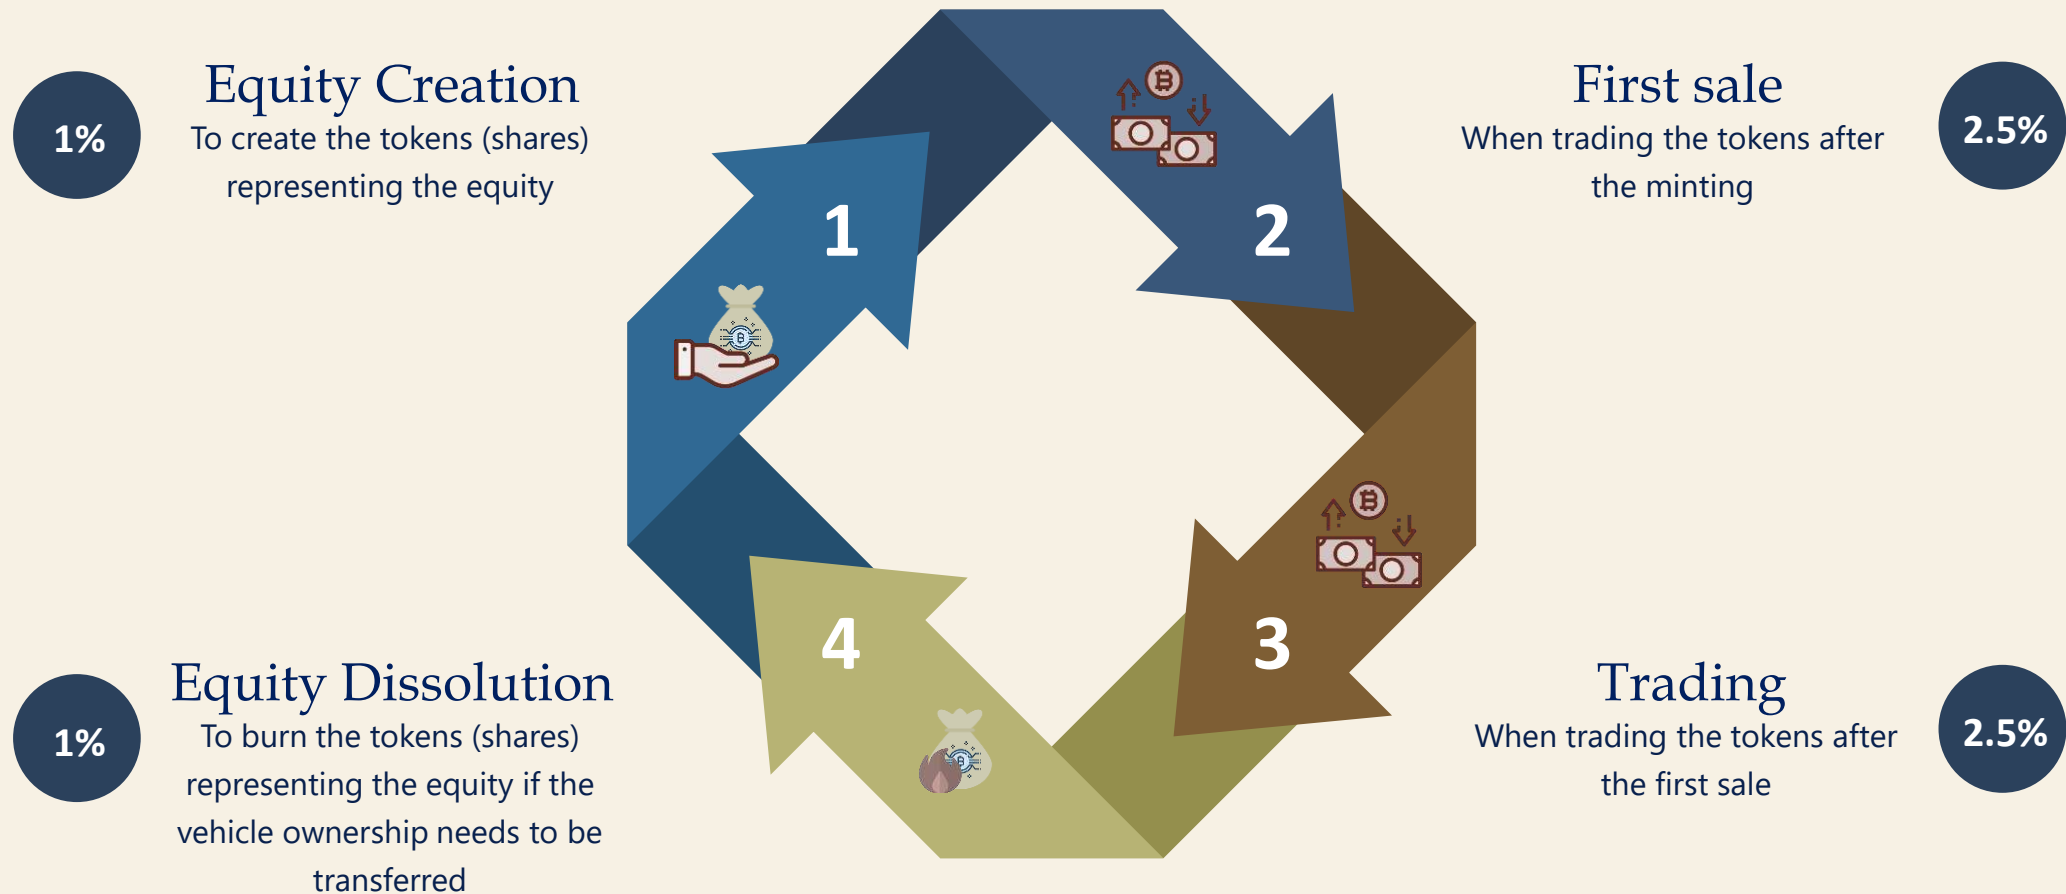 1%
Equity Creation
To create the tokens (shares)
representing the equity
1
2
First sale
When trading the tokens after
the minting
2.5%
1%
Equity Dissolution
To burn the tokens (shares)
representing the equity if the
vehicle ownership needs to be
transferred
4
3
Trading
When trading the tokens after
the first sale
2.5%